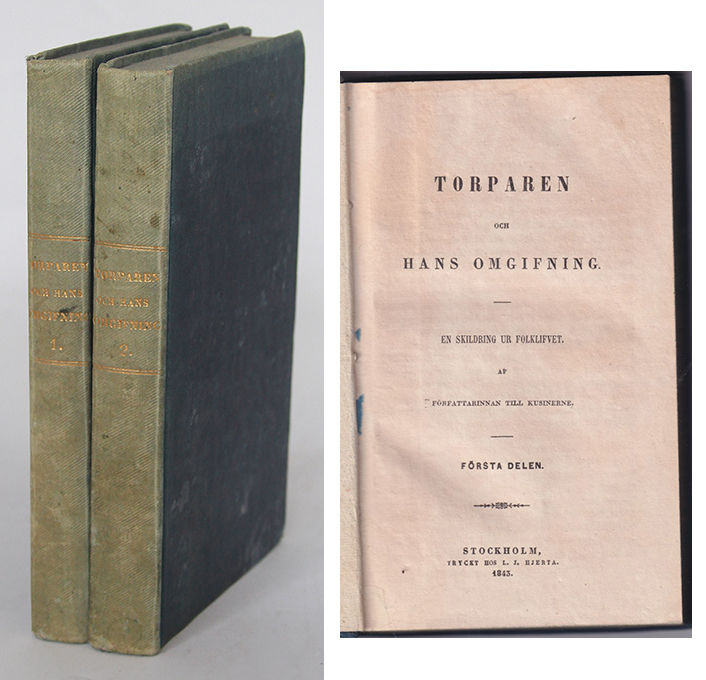 TORPAREN
OCH HANS
OMGIFNING
1.
TORPAREN
OCH HANS
OMGIFNING
2.
TORPAREN
OCH
HANS OMGIFNING.
EN SKILDRING UR FOLKLIFVET.
AF
FÖRFATTARINNAN TILL KUSINERNE.
FÖRSTA DELEN.
STOCKHOLM,
TRYCKT HOS L. J. HJERTA.
1843.